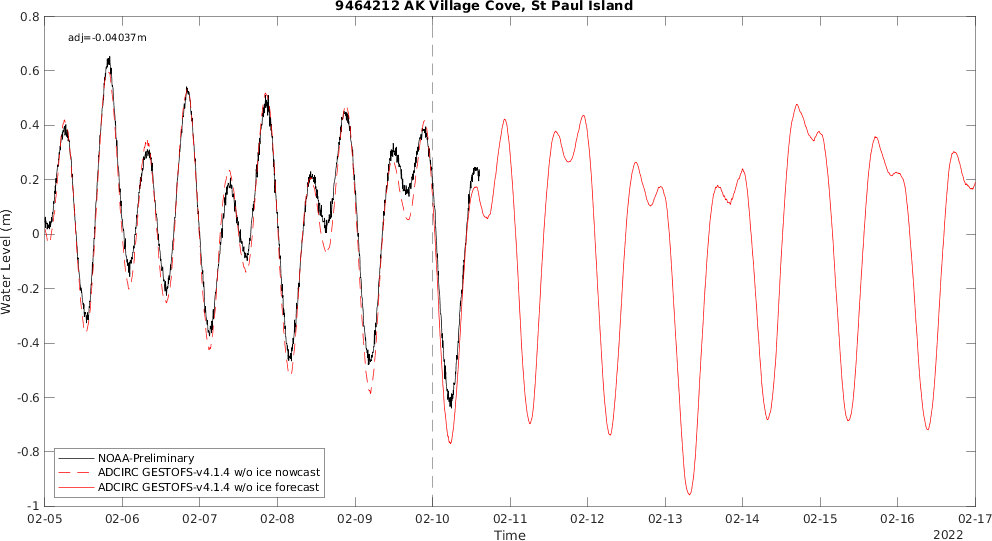 9464212 AK Village Cove, St Paul Island
adj=-0.04037m
Water Level (m)
0.8
0.6
0.4
0.2
0
-0.2
-0.4
-0.6
-0.8
-1
NOAA-Preliminary
ADCIRC GESTOFS-v4.1.4 w/o ice nowcast
ADCIRC GESTOFS-v4.1.4 w/o ice forecast
02-05 02-06 02-07 02-08 02-09 02-10 02-11 02-12 02-13 02-14 02-15 02-16 02-17
Time
2022